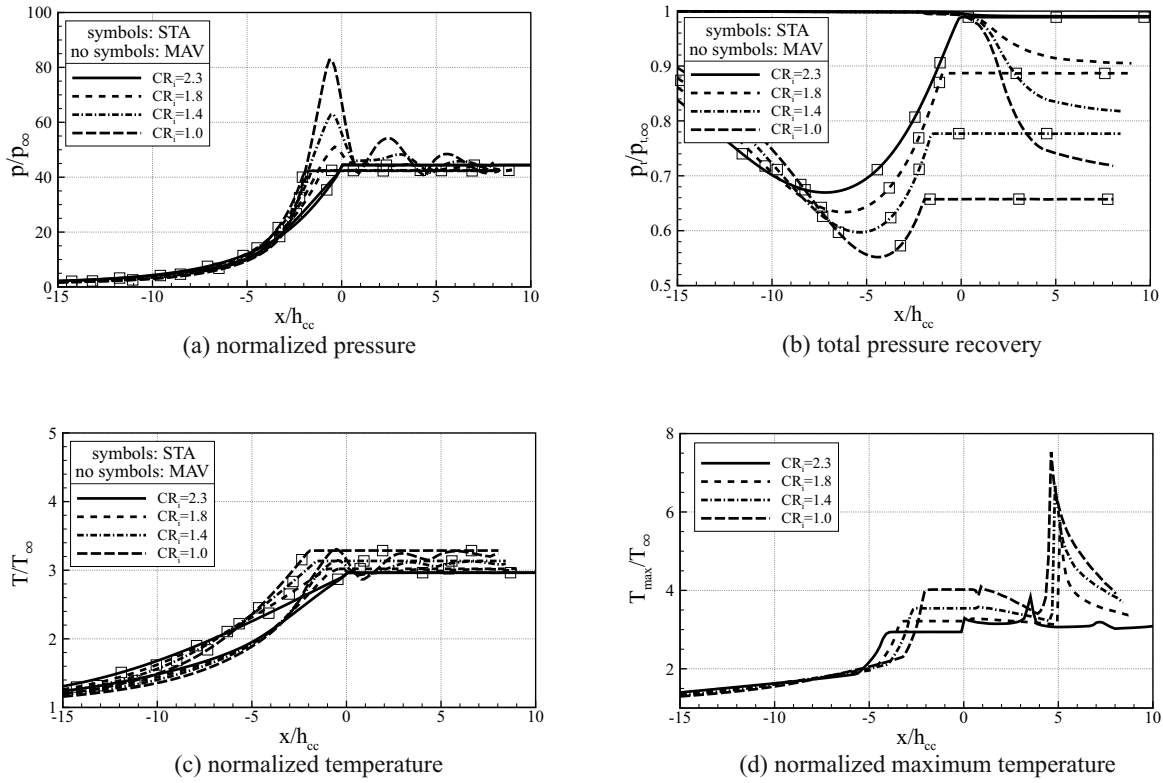 symbols: STA
no symbols: MAV
CRi=2.3
CRi=1.8
CRi=1.4
CRi=1.0
100
80
60
40
20
0
p/p∞
-15
-10
-5
0
5
10
x/hcc
(a) normalized pressure
symbols: STA
no symbols: MAV
CRi=2.3
CRi=1.8
CRi=1.4
CRi=1.0
1
0.9
0.8
0.7
0.6
0.5
pt/pt,∞
-15
-10
-5
0
5
10
x/hcc
(b) total pressure recovery
symbols: STA
no symbols: MAV
CRi=2.3
CRi=1.8
CRi=1.4
CRi=1.0
5
4
3
2
1
T/T∞
-15
-10
-5
0
5
10
x/hcc
(c) normalized temperature
CRi=2.3
CRi=1.8
CRi=1.4
CRi=1.0
8
6
4
2
Tmax/T∞
-15
-10
-5
0
5
10
x/hcc
(d) normalized maximum temperature